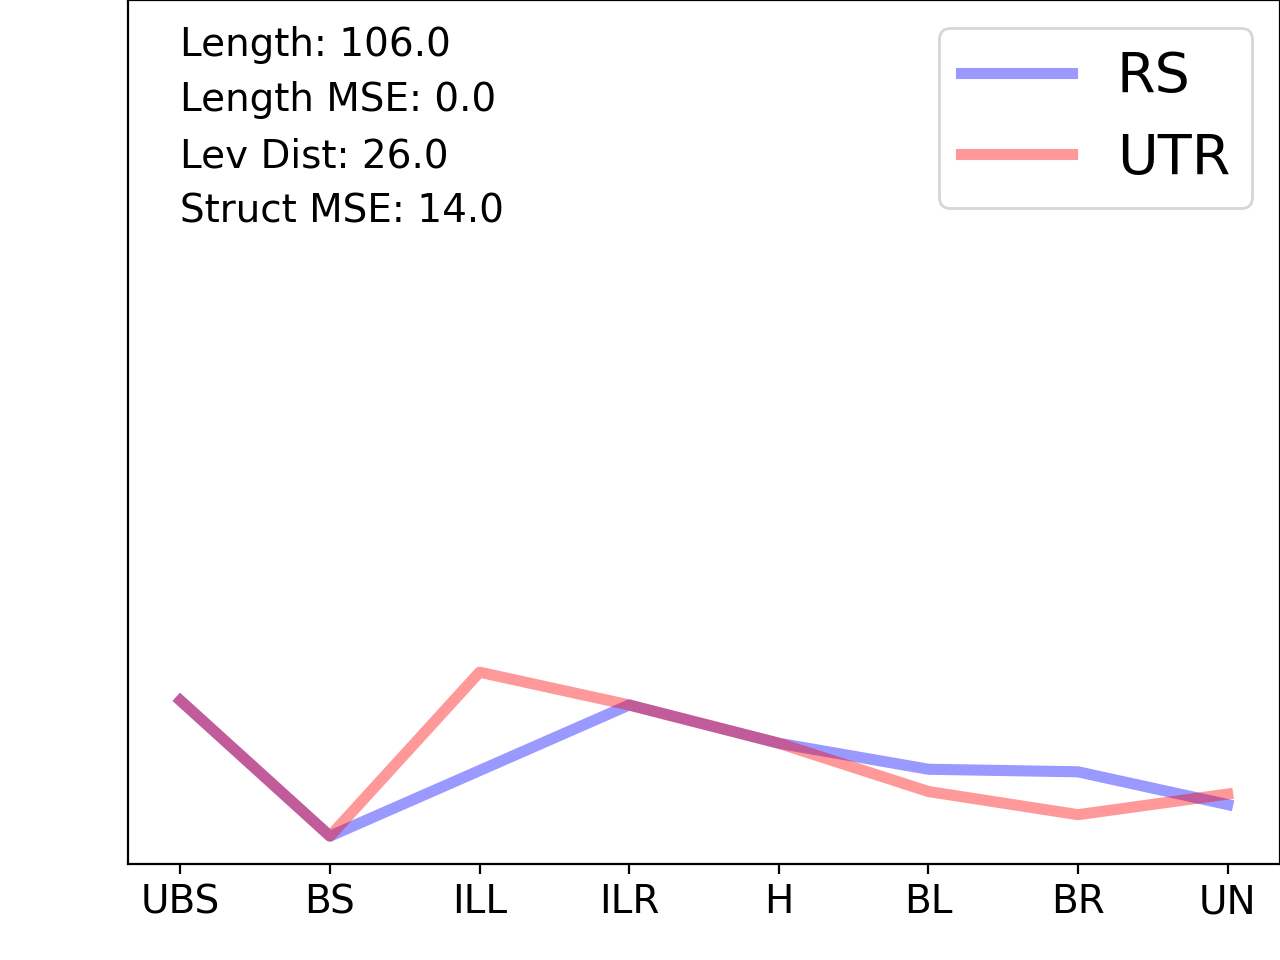 Length: 106.0
Length MSE: 0.0
Lev Dist: 26.0
Struct MSE: 14.0
RS
UTR
UBS BS ILL ILR H BL BR UN